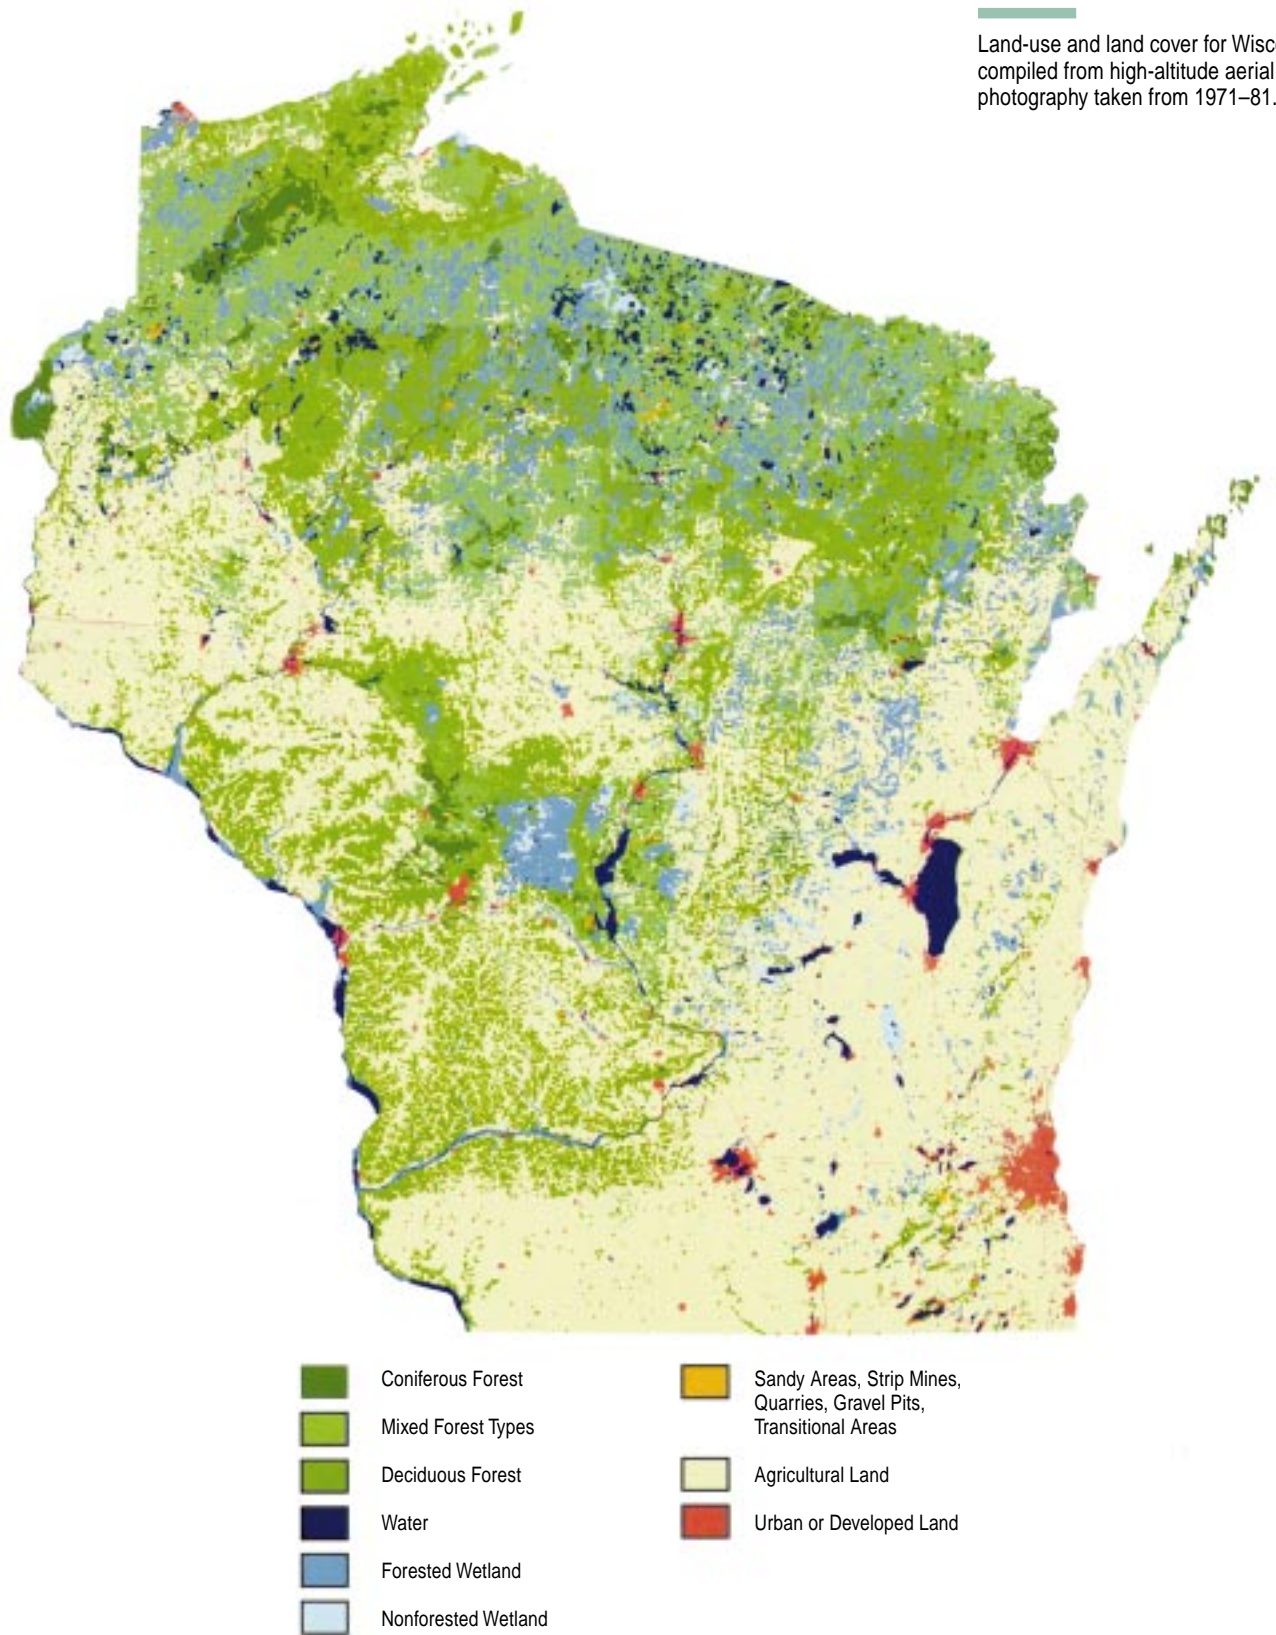 Land-use and land cover for
compiled from high-altitude aerial
photography taken from 1971–81.
Coniferous Forest
Mixed Forest Types
Deciduous Forest
Water
Forested Wetland
Nonforested Wetland
Sandy Areas, Strip Mines,
Quarries, Gravel Pits,
Transitional Areas
Agricultural Land
Urban or Developed Land